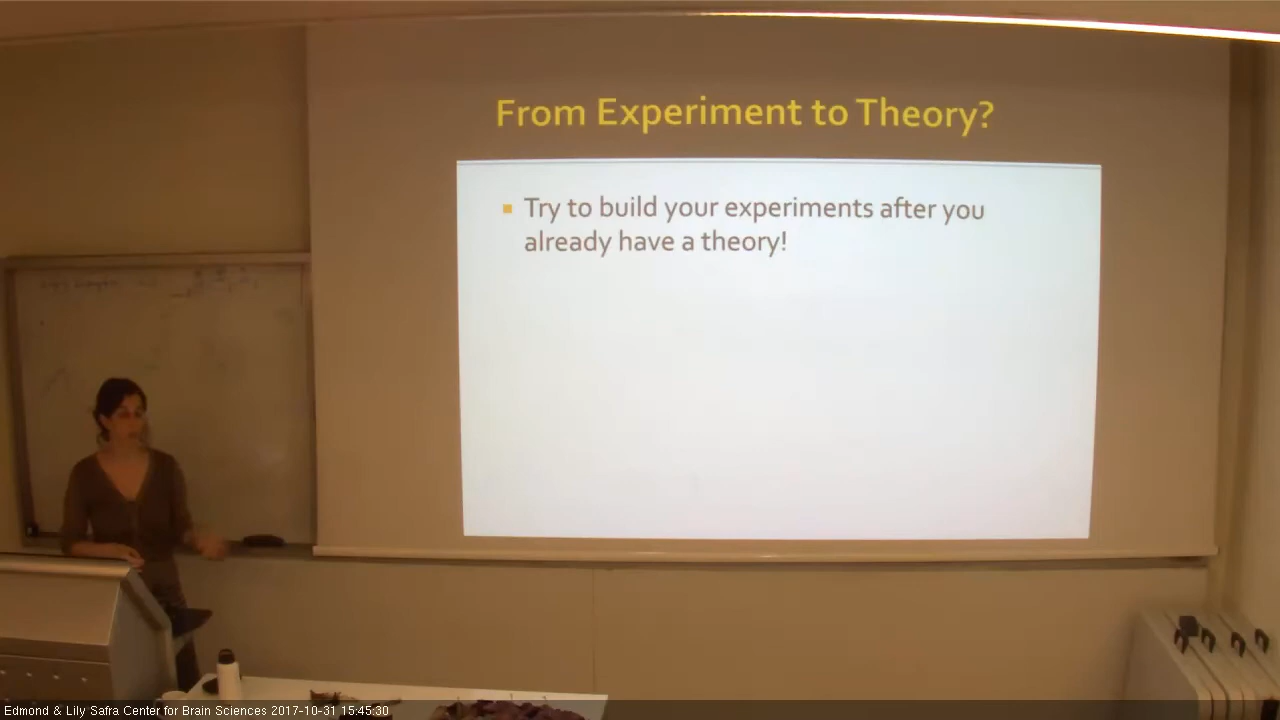 From Experiment to Theory?
Try to build your experiments after you
already have a theory!
Edmond & Lily Safra Center for Brain Sciences 2017-10-31 15:45:30